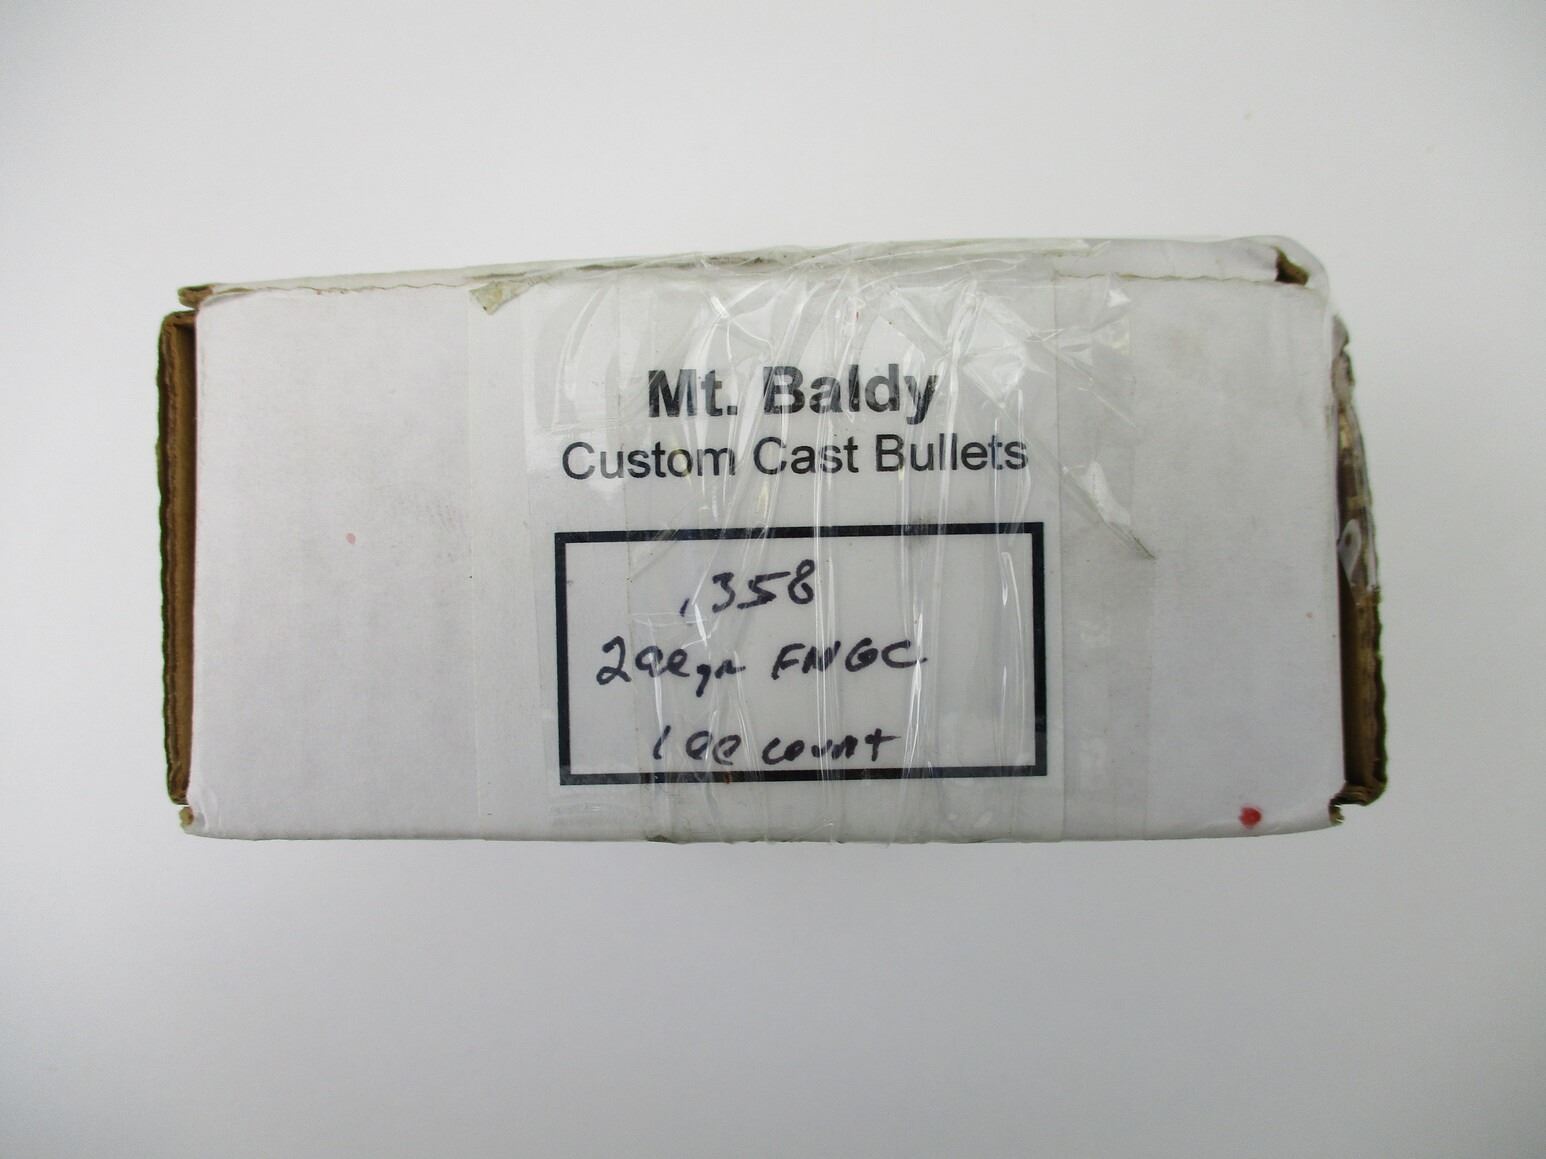 Mt. Baldy
Custom Cast Bullets
.358
200gr FNGC
100 count